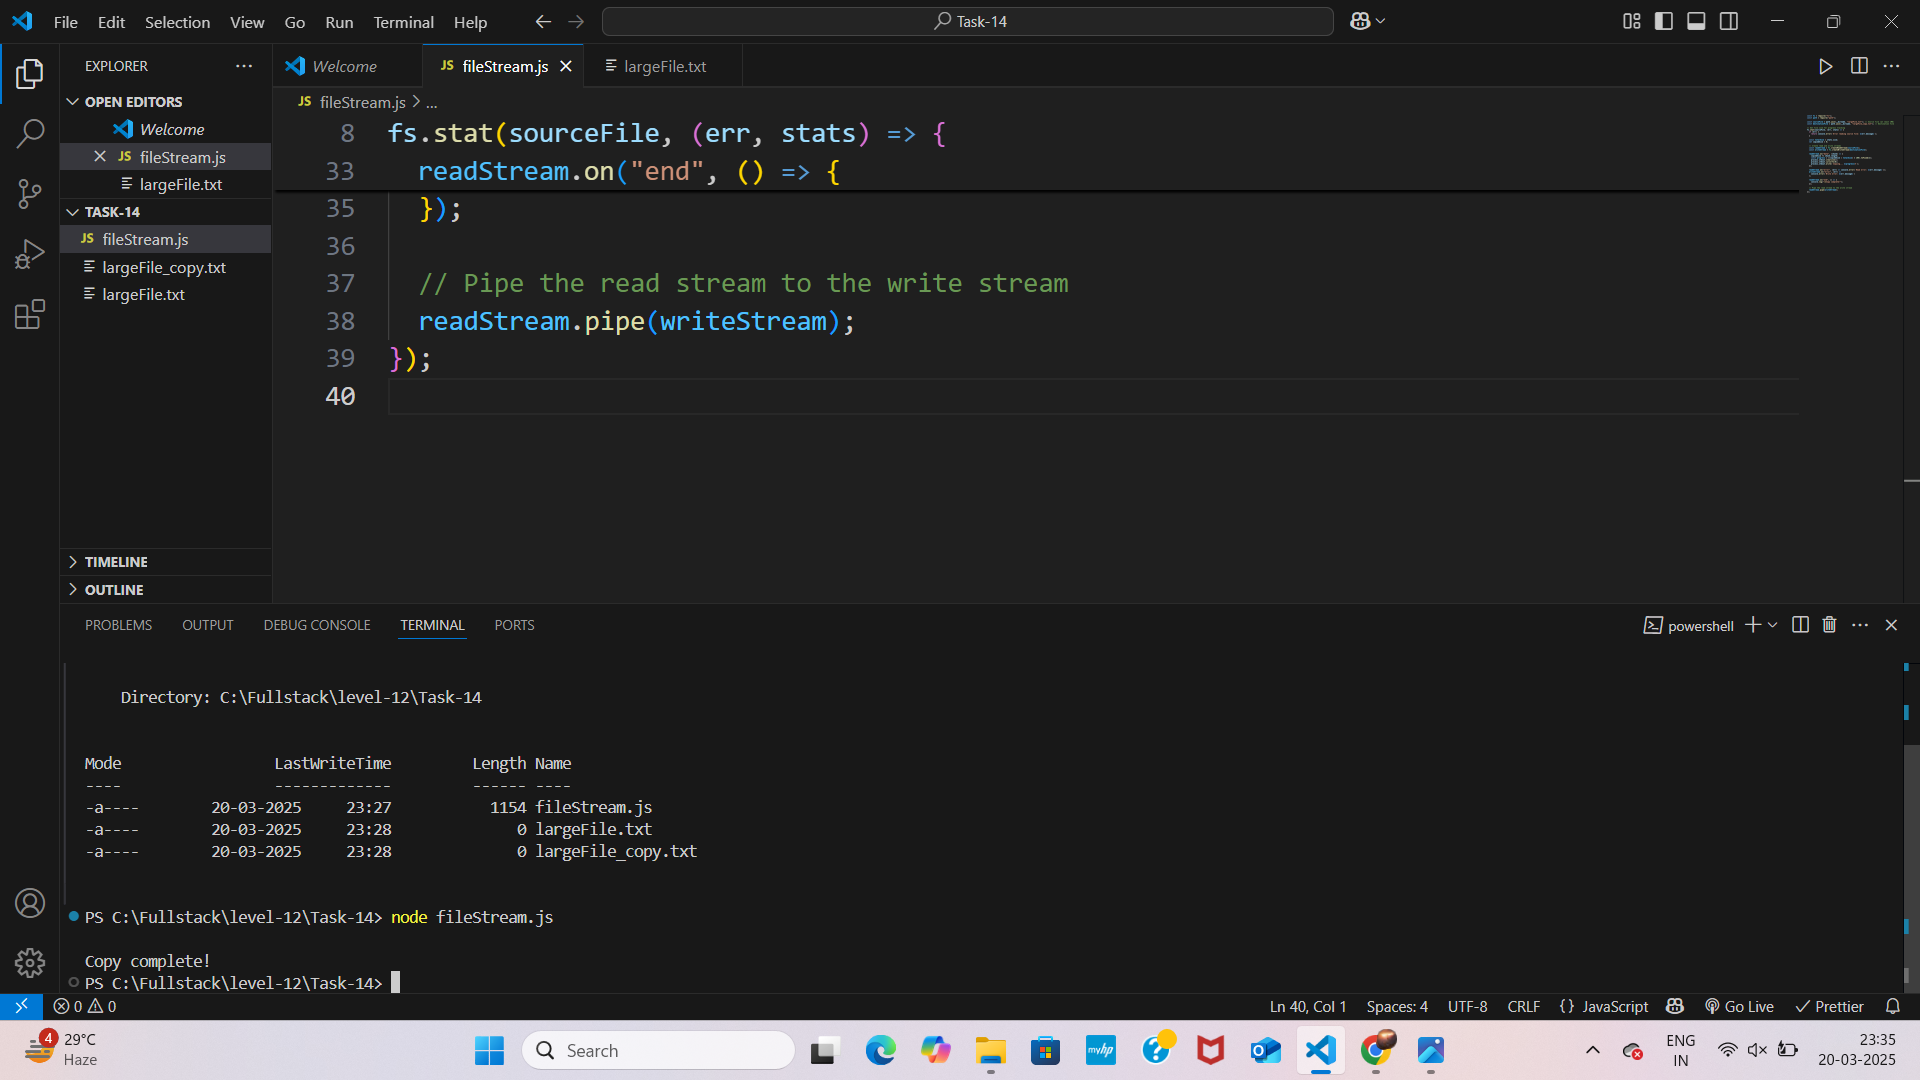 File Edit Selection View Go Run Terminal Help
Task-14
EXPLORER
OPEN EDITORS
Welcome
JS fileStream.js
largeFile.txt
TASK-14
JS fileStream.js
largeFile_copy.txt
largeFile.txt
TIMELINE
OUTLINE
Welcome
JS fileStream.js
largeFile.txt
JS fileStream.js > ...
8 fs.stat(sourceFile, (err, stats) => {
33 readStream.on("end", () => {
35 });
36
37 // Pipe the read stream to the write stream
38 readStream.pipe(writeStream);
39 });
40
PROBLEMS OUTPUT DEBUG CONSOLE TERMINAL PORTS
powershell
Directory: C:\Fullstack\level-12\Task-14
Mode LastWriteTime Length Name
---- ------------- ------ ----
-a---- 20-03-2025 23:27 1154 fileStream.js
-a---- 20-03-2025 23:28 0 largeFile.txt
-a---- 20-03-2025 23:28 0 largeFile_copy.txt
PS C:\Fullstack\level-12\Task-14> node fileStream.js
Copy complete!
PS C:\Fullstack\level-12\Task-14>
0 0
Ln 40, Col 1 Spaces: 4 UTF-8 CRLF {} JavaScript Go Live Prettier
4
29°C
Haze
Search
myhp
ENG
IN
23:35
20-03-2025